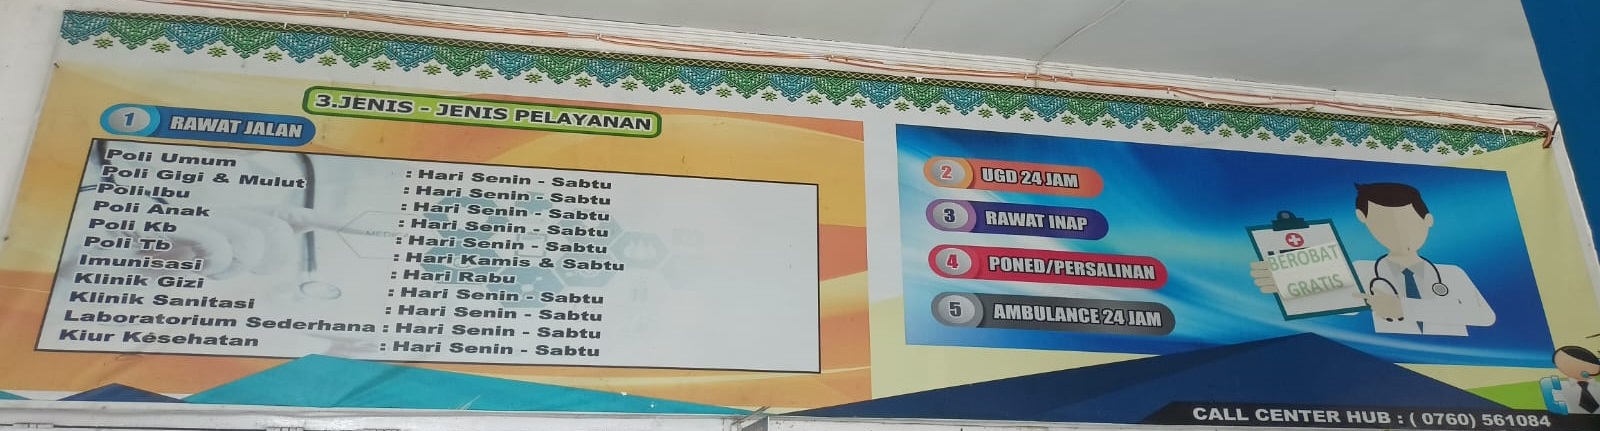 3.JENIS - JENIS PELAYANAN
1 RAWAT JALAN
Poli Umum : Hari Senin - Sabtu
Poli Gigi & Mulut : Hari Senin - Sabtu
Poli Ibu : Hari Senin - Sabtu
Poli Anak : Hari Senin - Sabtu
Poli Kb : Hari Senin - Sabtu
Poli Tb : Hari Kamis & Sabtu
Imunisasi : Hari Rabu
Klinik Gizi : Hari Senin - Sabtu
Klinik Sanitasi : Hari Senin - Sabtu
Laboratorium Sederhana : Hari Senin - Sabtu
Kiur Kesehatan : Hari Senin - Sabtu
2 UGD 24 JAM
3 RAWAT INAP
4 PONED/PERSALINAN
5 AMBULANCE 24 JAM
BEROBAT
GRATIS
CALL CENTER HUB : ( 0760) 561084